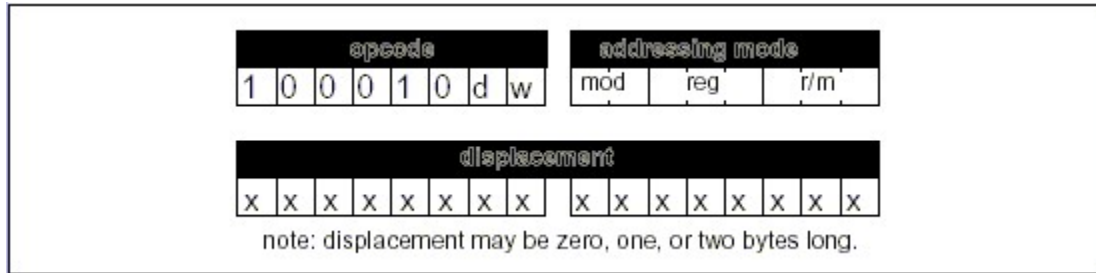 opcode addressing mode
1 0 0 0 1 0 d w mod reg r/m
displacement
x x x x x x x x x x x x x x x x
note: displacement may be zero, one, or two bytes long.